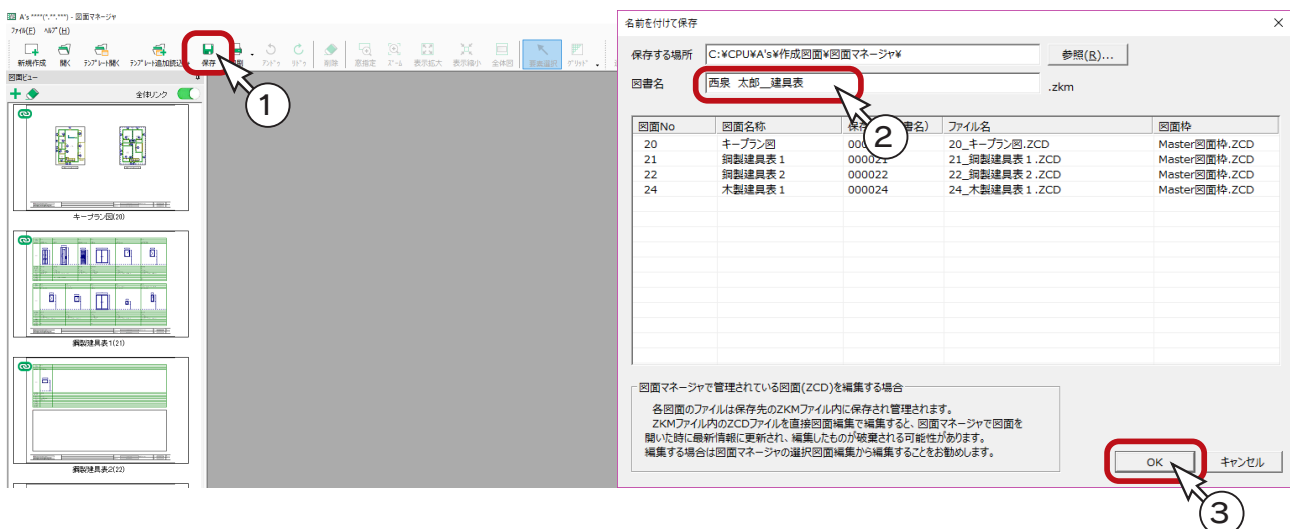 A's ****(*.**.***) - 図面マネージャ
ファイル(F) ヘルプ(H)
新規作成 開く テンプレート開く テンプレート追加読込 保存 印刷 アンドゥ リドゥ 削除 窓指定 ズーム 表示拡大 表示縮小 全体図 要素選択 グリッド
図面ビュー
全体リンク
キープラン図(20)
鋼製建具表1(21)
鋼製建具表2(22)
1
名前を付けて保存
保存する場所 C:¥CPU¥A's¥作成図面¥図面マネージャ¥ 参照(R)...
図書名 西泉 太郎__建具表 .zkm
2
図面No 図面名称 書名) ファイル名 図面枠
20 キープラン図 20_キープラン図.ZCD Master図面枠.ZCD
21 鋼製建具表1 000021 21_鋼製建具表1.ZCD Master図面枠.ZCD
22 鋼製建具表2 000022 22_鋼製建具表2.ZCD Master図面枠.ZCD
24 木製建具表1 000024 24_木製建具表1.ZCD Master図面枠.ZCD
図面マネージャで管理されている図面(ZCD)を編集する場合
各図面のファイルは保存先のZKMファイル内に保存され管理されます。
ZKMファイル内のZCDファイルを直接図面編集で編集すると、図面マネージャで図面を
開いた時に最新情報に更新され、編集したものが破棄される可能性があります。
編集する場合は図面マネージャの選択図面編集から編集することをお勧めします。
OK キャンセル
3